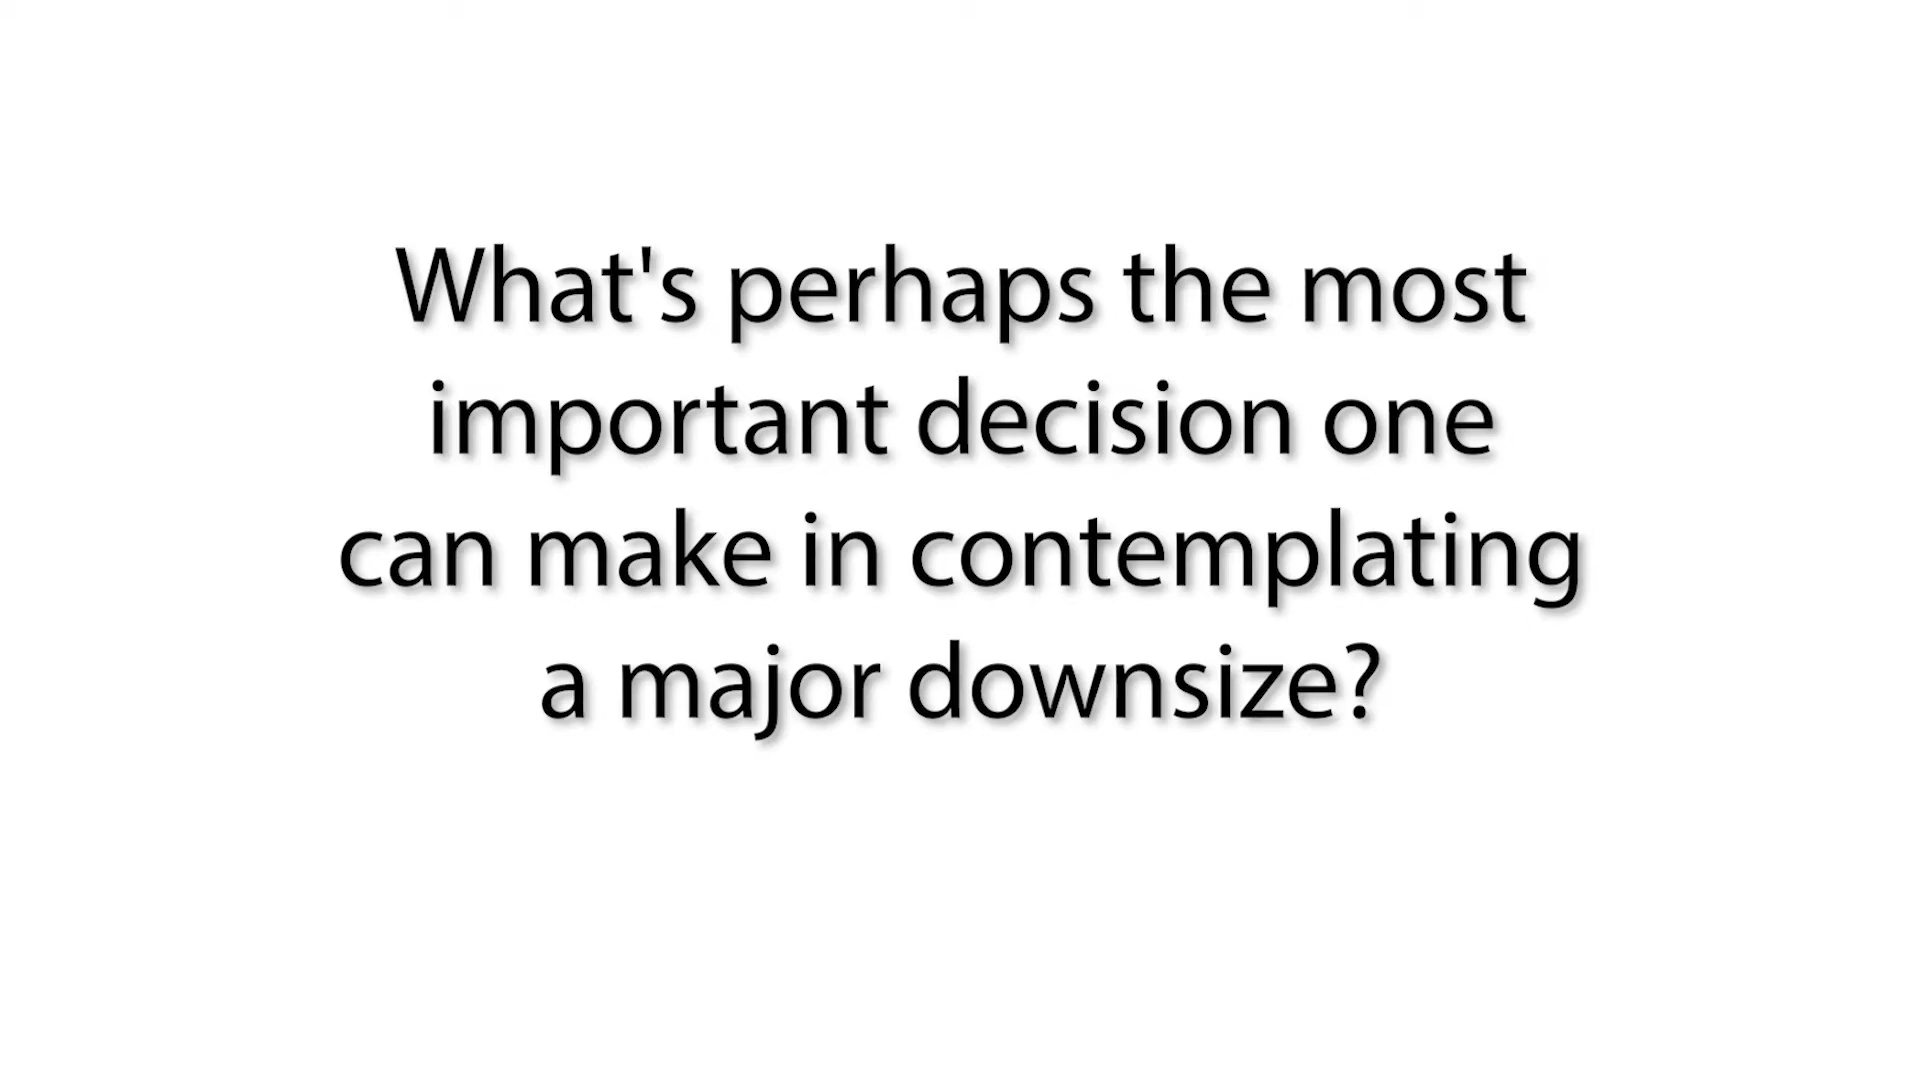 What's perhaps the most
important decision one
can make in contemplating
a major downsize?